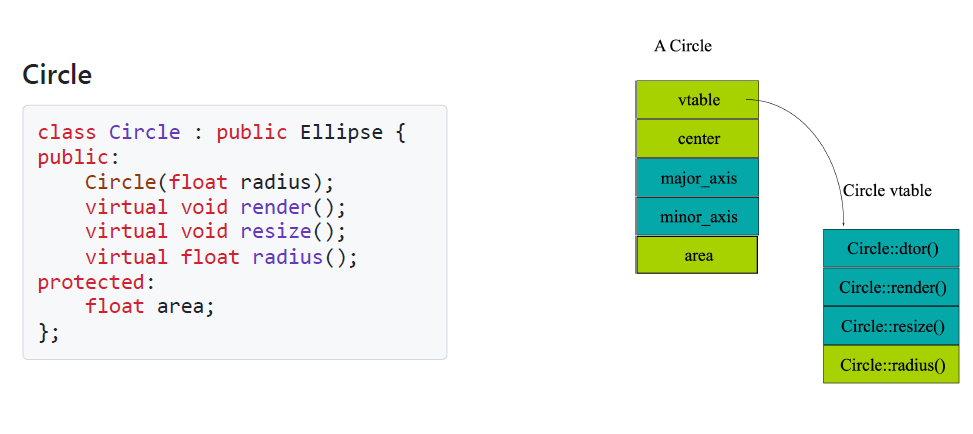 Circle
class Circle : public Ellipse {
public:
    Circle(float radius);
    virtual void render();
    virtual void resize();
    virtual float radius();
protected:
    float area;
};
A Circle
vtable
center
major_axis
minor_axis
area
Circle vtable
Circle::dtor()
Circle::render()
Circle::resize()
Circle::radius()